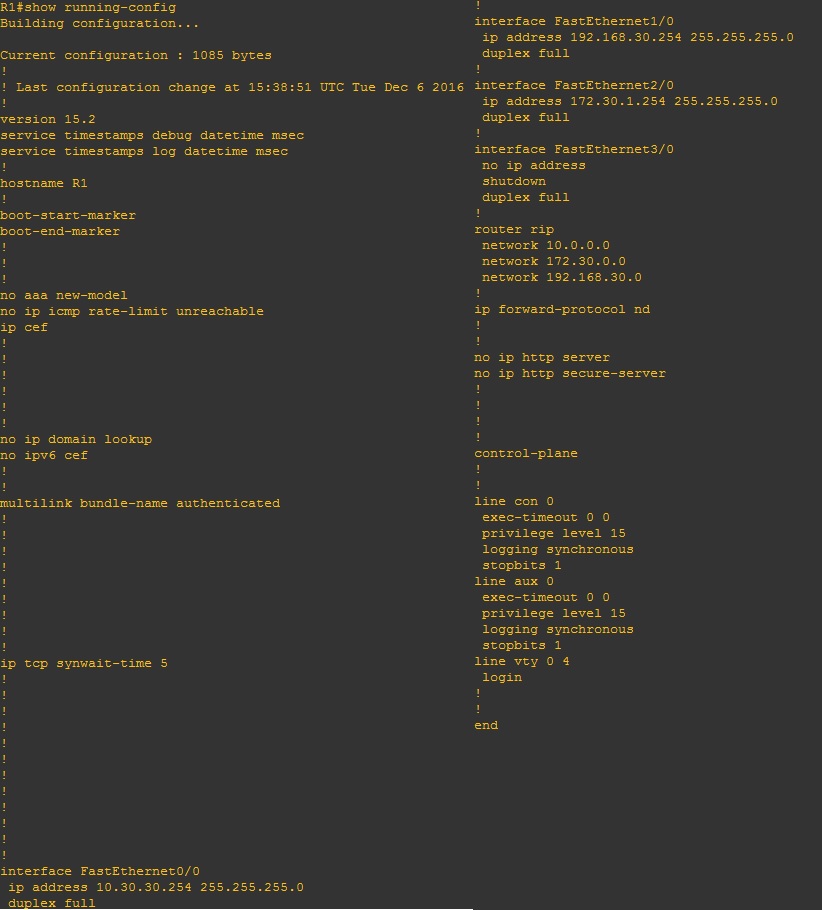 R1#show running-config
Building configuration...
Current configuration : 1085 bytes
!
! Last configuration change at 15:38:51 UTC Tue Dec 6 2016
!
version 15.2
service timestamps debug datetime msec
service timestamps log datetime msec
!
hostname R1
!
boot-start-marker
boot-end-marker
!
!
!
no aaa new-model
no ip icmp rate-limit unreachable
ip cef
!
!
!
!
!
!
no ip domain lookup
no ipv6 cef
!
!
multilink bundle-name authenticated
!
!
!
!
!
!
!
!
!
ip tcp synwait-time 5
!
!
!
!
!
!
!
!
!
!
!
!
interface FastEthernet0/0
 ip address 10.30.30.254 255.255.255.0
 duplex full
!
interface FastEthernet1/0
 ip address 192.168.30.254 255.255.255.0
 duplex full
!
interface FastEthernet2/0
 ip address 172.30.1.254 255.255.255.0
 duplex full
!
interface FastEthernet3/0
 no ip address
 shutdown
 duplex full
!
router rip
 network 10.0.0.0
 network 172.30.0.0
 network 192.168.30.0
!
ip forward-protocol nd
!
!
no ip http server
no ip http secure-server
!
!
!
!
control-plane
!
!
line con 0
 exec-timeout 0 0
 privilege level 15
 logging synchronous
 stopbits 1
line aux 0
 exec-timeout 0 0
 privilege level 15
 logging synchronous
 stopbits 1
line vty 0 4
 login
!
!
end